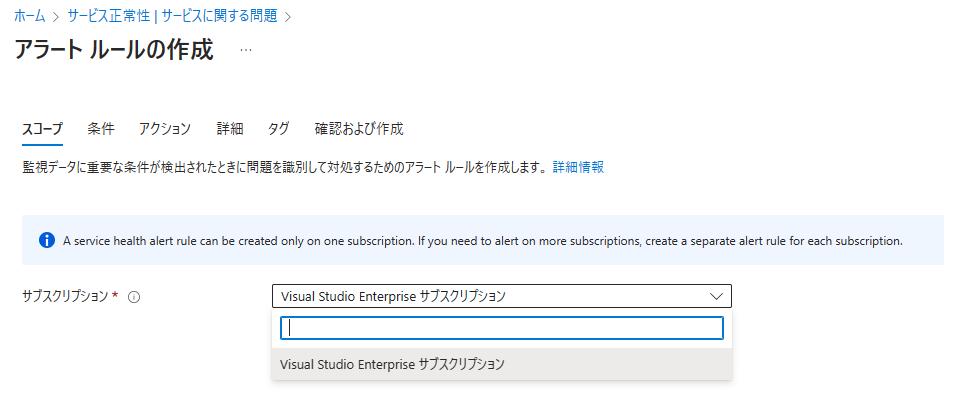 ホーム > サービス正常性 | サービスに関する問題 >
アラート ルールの作成 ...
スコープ 条件 アクション 詳細 タグ 確認および作成
監視データに重要な条件が検出されたときに問題を識別して対処するためのアラート ルールを作成します。 詳細情報
A service health alert rule can be created only on one subscription. If you need to alert on more subscriptions, create a separate alert rule for each subscription.
サブスクリプション * Visual Studio Enterprise サブスクリプション
Visual Studio Enterprise サブスクリプション